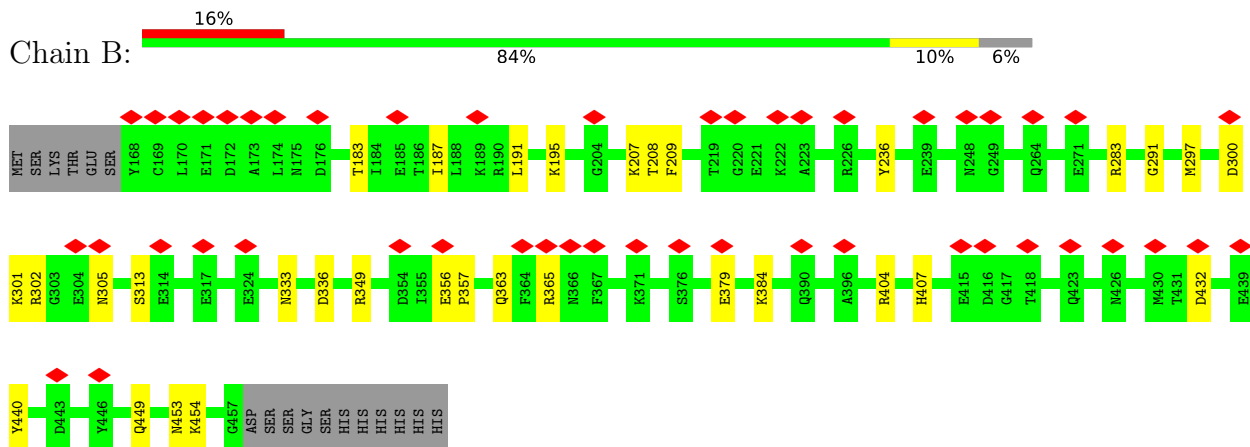 16%
Chain B:
84% 10% 6%
MET SER LYS THR GLU SER Y168 C169 L170 E171 D172 A173 L174 N175 D176 T183 I184 E185 T186 I187 L188 K189 R190 L191 K195 G204 K207 T208 F209 T219 G220 E221 K222 A223 R226 Y236 E239 N248 G249 Q264 E271 R283 G291 M297 D300
K301 R302 G303 E304 N305 S313 E314 E317 E324 N333 D336 R349 D354 I355 E356 P357 Q363 F364 R365 N366 F367 K371 S376 E379 K384 Q390 A396 R404 H407 E415 D416 G417 T418 Q423 N426 M430 T431 D432 E439
Y440 D443 Y446 Q449 N453 K454 G457 ASP SER SER GLY SER HIS HIS HIS HIS HIS HIS